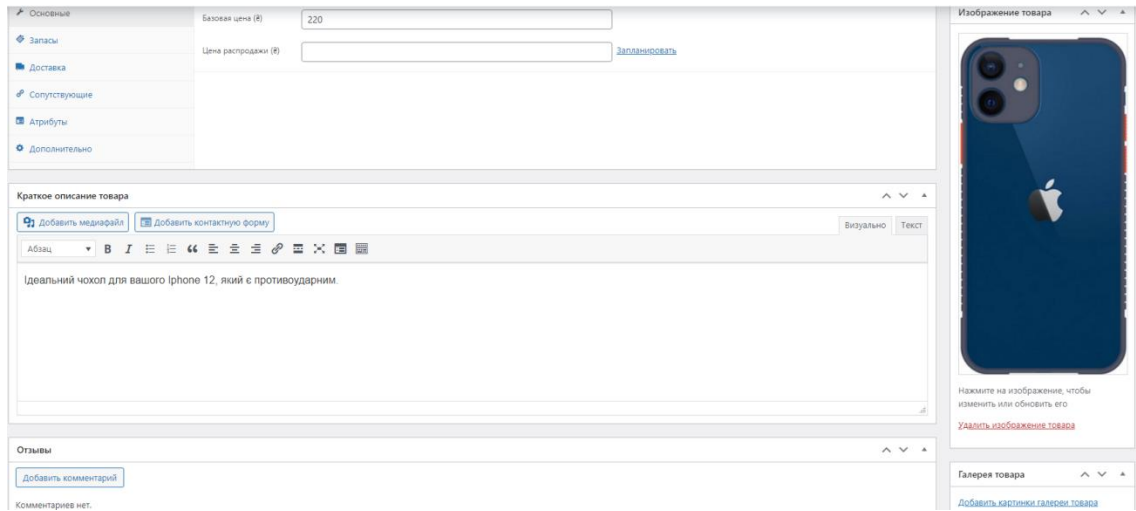 Основные
Базовая цена (₴)
220
Запасы
Цена распродажи (₴)
Запланировать
Доставка
Сопутствующие
Атрибуты
Дополнительно
Краткое описание товара
Добавить медиафайл
Добавить контактную форму
Визуально
Текст
Абзац
Ідеальний чохол для вашого Iphone 12, який є противоударним.
Отзывы
Добавить комментарий
Комментариев нет.
Изображение товара
Нажмите на изображение, чтобы
изменить или обновить его
Удалить изображение товара
Галерея товара
Добавить картинки галереи товара